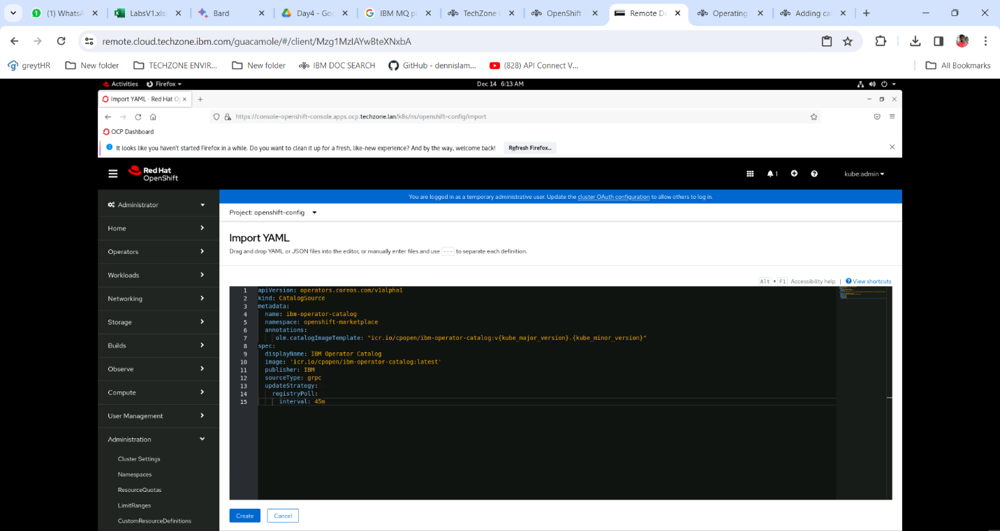 (1) WhatsA
LabsV1.xls
Bard
Day4 - Goo
IBM MQ p
TechZone C
OpenShift
Remote De
Operating
Adding cat
remote.cloud.techzone.ibm.com/guacamole/#/client/Mzg1MzlAYwBteXNxbA
greytHR
New folder
TECHZONE ENVIR...
New folder
IBM DOC SEARCH
GitHub - dennislam...
(828) API Connect V...
All Bookmarks
Activities
Firefox
Dec 14 6:13 AM
Import YAML · Red Hat O
https://console-openshift-console.apps.ocp.techzone.lan/k8s/ns/openshift-config/import
OCP Dashboard
It looks like you haven't started Firefox in a while. Do you want to clean it up for a fresh, like-new experience? And by the way, welcome back!
Refresh Firefox...
Red Hat
OpenShift
1
kube:admin
You are logged in as a temporary administrative user. Update the cluster OAuth configuration to allow others to log in.
Administrator
Home
Operators
Workloads
Networking
Storage
Builds
Observe
Compute
User Management
Administration
Cluster Settings
Namespaces
ResourceQuotas
LimitRanges
CustomResourceDefinitions
Project: openshift-config
Import YAML
Drag and drop YAML or JSON files into the editor, or manually enter files and use --- to separate each definition.
Alt + F1 Accessibility help | View shortcuts
1 apiVersion: operators.coreos.com/v1alpha1
2 kind: CatalogSource
3 metadata:
4 name: ibm-operator-catalog
5 namespace: openshift-marketplace
6 annotations:
7 olm.catalogImageTemplate: "icr.io/cpopen/ibm-operator-catalog:v{kube_major_version}.{kube_minor_version}"
8 spec:
9 displayName: IBM Operator Catalog
10 image: 'icr.io/cpopen/ibm-operator-catalog:latest'
11 publisher: IBM
12 sourceType: grpc
13 updateStrategy:
14 registryPoll:
15 interval: 45m
Create
Cancel